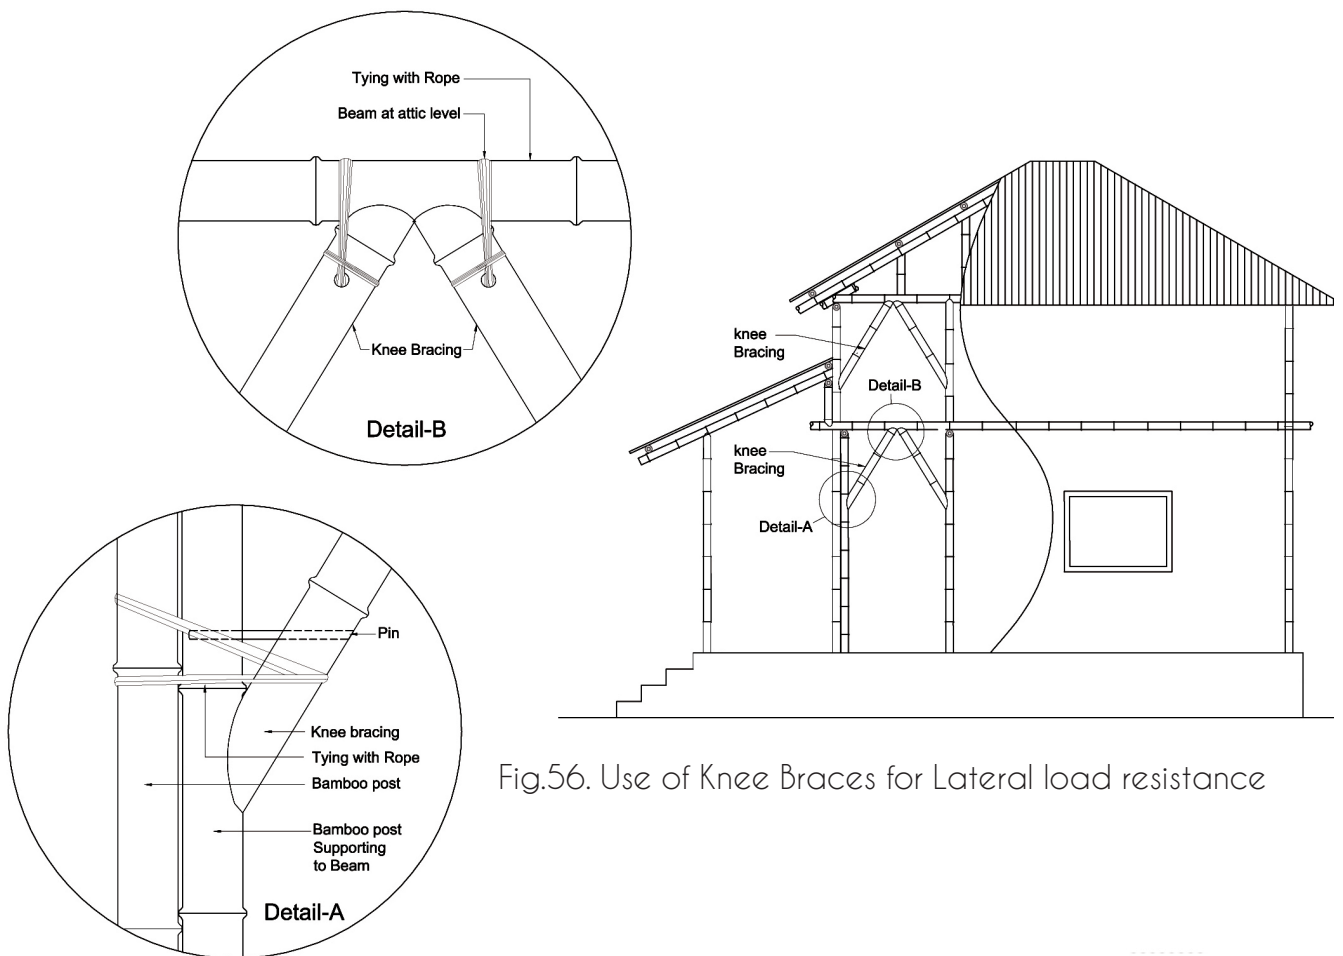 Tying with Rope
Beam at attic level
Knee Bracing
Detail-B
knee
Bracing
Detail-B
knee
Bracing
Detail-A
Pin
Knee bracing
Tying with Rope
Bamboo post
Bamboo post
Supporting
to Beam
Detail-A
Fig.56. Use of Knee Braces for Lateral load resistance